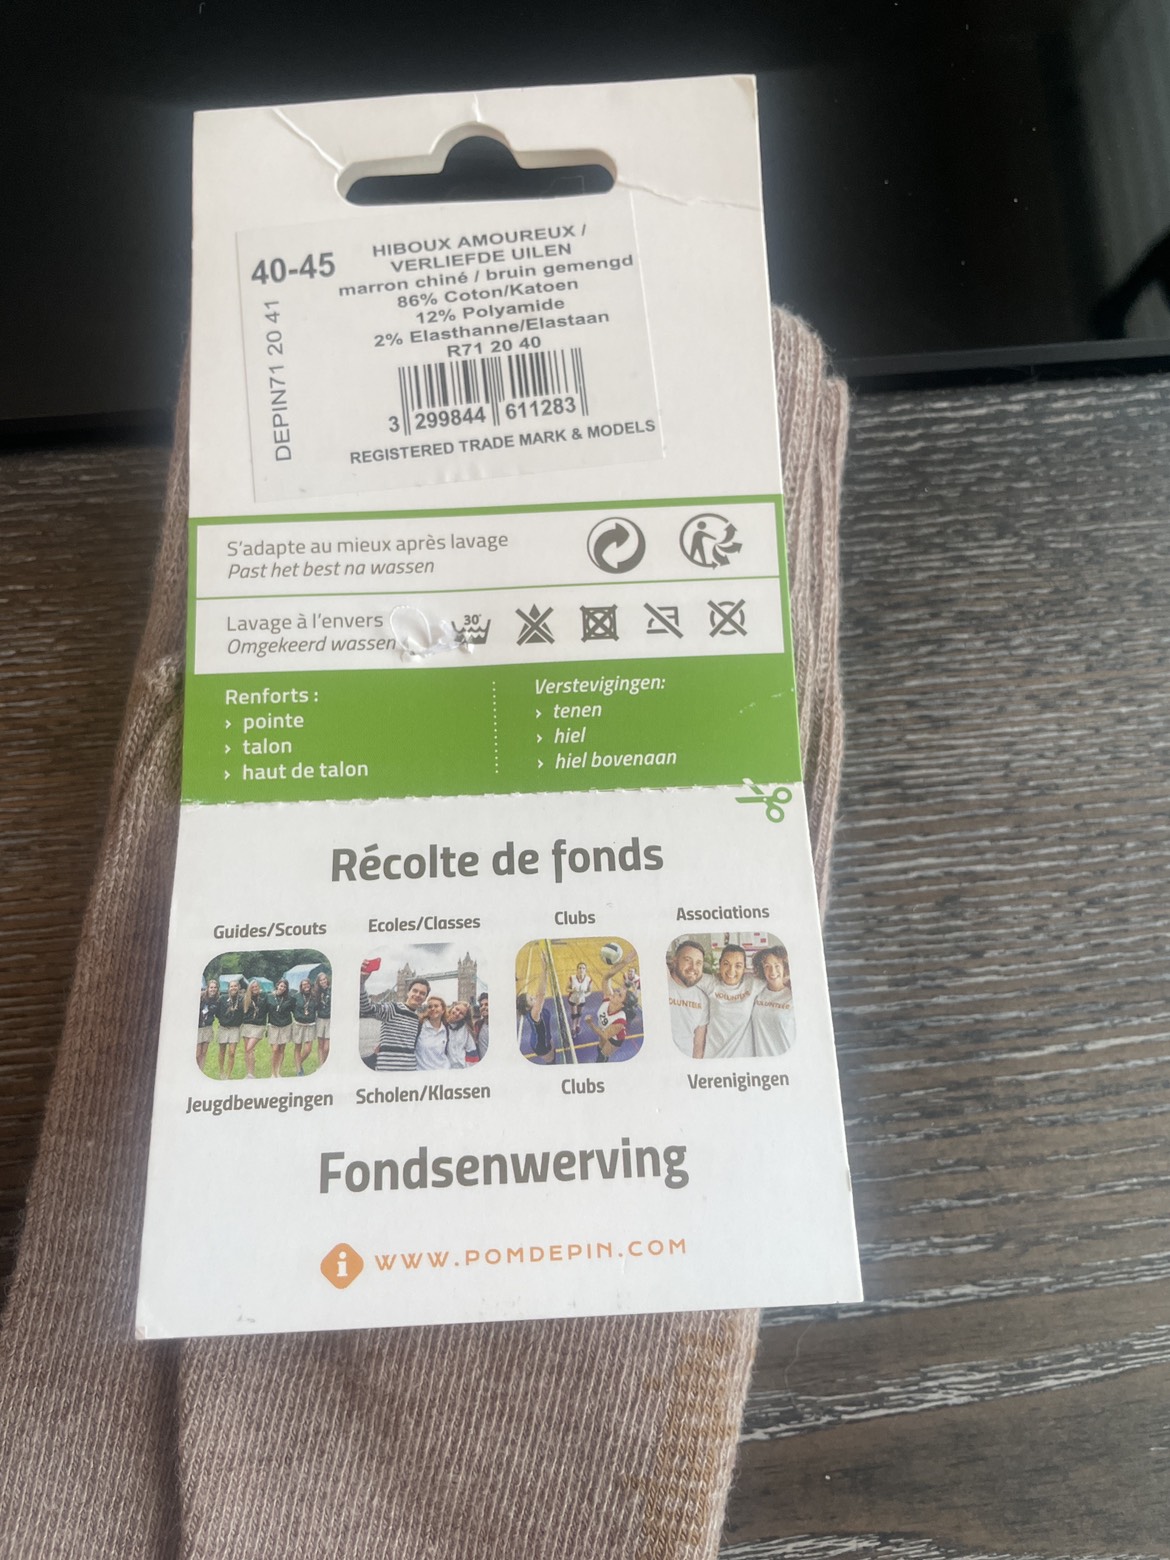 40-45
HIBOUX AMOUREUX /
VERLIEFDE UILEN
marron chiné / bruin gemengd
86% Coton/Katoen
12% Polyamide
2% Elasthanne/Elastaan
R71 20 40
DEPIN71 20 41
3 299844 611283
REGISTERED TRADE MARK & MODELS
S'adapte au mieux après lavage
Past het best na wassen
Lavage à l'envers
Omgekeerd wassen
30°
Renforts :
› pointe
› talon
› haut de talon
Verstevigingen:
› tenen
› hiel
› hiel bovenaan
Récolte de fonds
Guides/Scouts
Ecoles/Classes
Clubs
Associations
VOLUNTEER
Jeugdbewegingen
Scholen/Klassen
Clubs
Verenigingen
Fondsenwerving
i WWW.POMDEPIN.COM